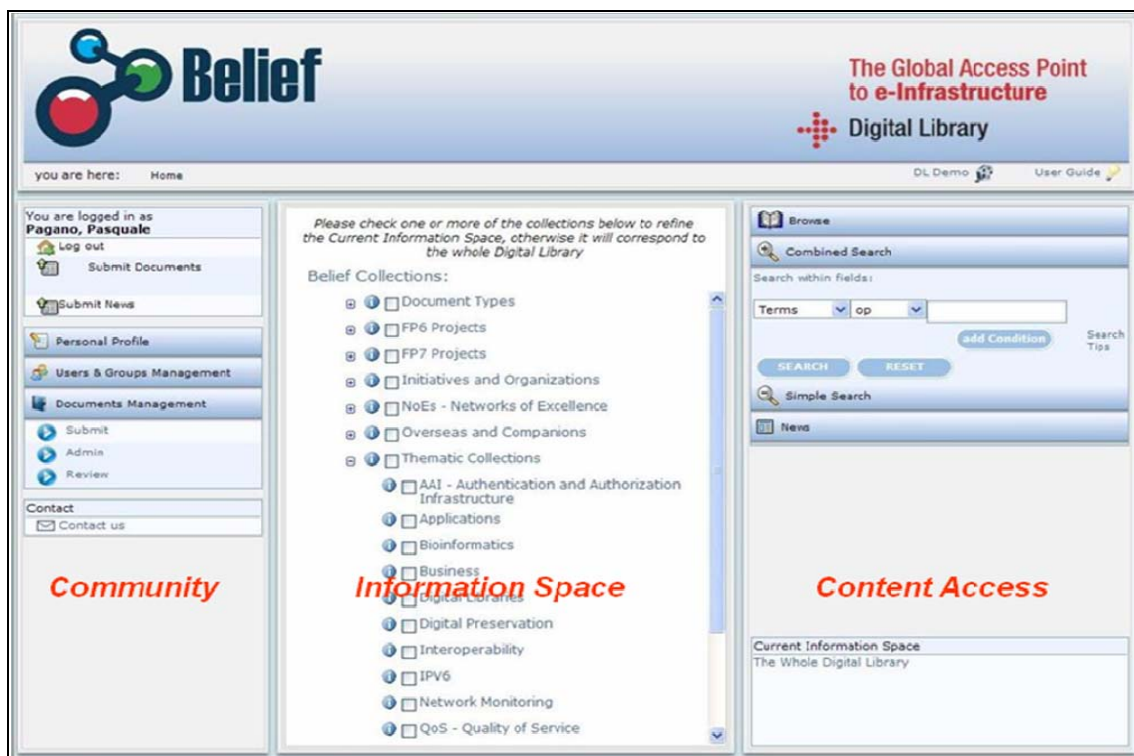 Belief
The Global Access Point
to e-Infrastructure
Digital Library
you are here: Home
DL Demo
User Guide
You are logged in as
Pagano, Pasquale
Log out
Submit Documents
Submit News
Personal Profile
Users & Groups Management
Documents Management
Submit
Admin
Review
Contact
Contact us
Community
Please check one or more of the collections below to refine
the Current Information Space, otherwise it will correspond to
the whole Digital Library
Belief Collections:
Document Types
FP6 Projects
FP7 Projects
Initiatives and Organizations
NoEs - Networks of Excellence
Overseas and Companions
Thematic Collections
AAI - Authentication and Authorization
Infrastructure
Applications
Bioinformatics
Business
Information Space
Digital Libraries
Digital Preservation
Interoperability
IPV6
Network Monitoring
QoS - Quality of Service
Browse
Combined Search
Search within fields:
Terms op
add Condition
Search
Tips
SEARCH RESET
Simple Search
News
Content Access
Current Information Space
The Whole Digital Library